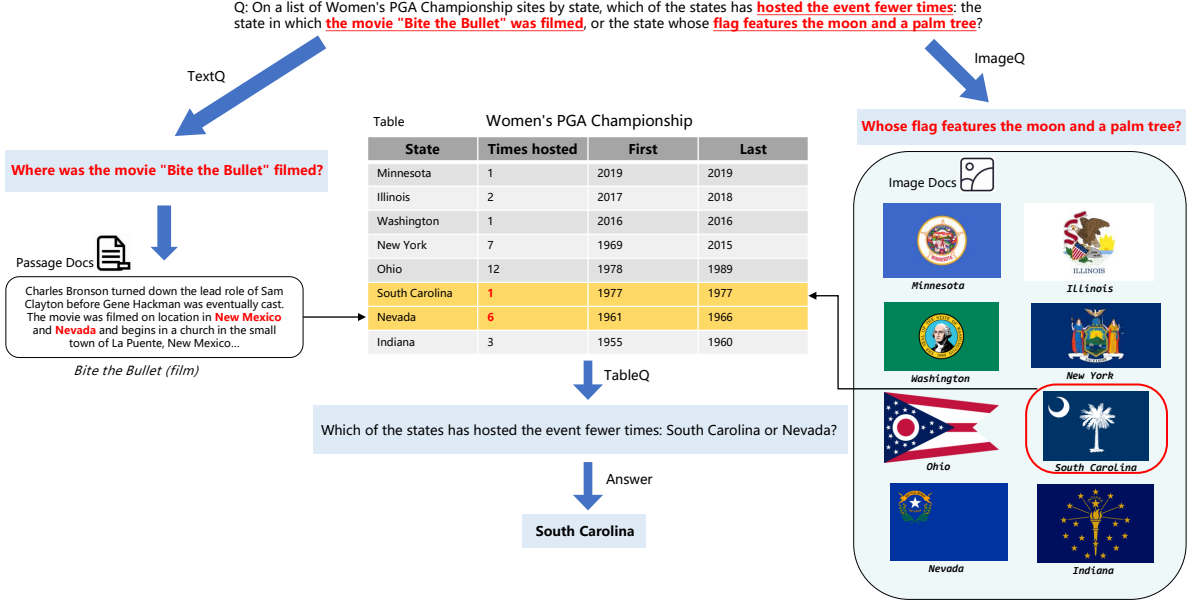 Q: On a list of Women's PGA Championship sites by state, which of the states has hosted the event fewer times: the
state in which the movie "Bite the Bullet" was filmed, or the state whose flag features the moon and a palm tree?
TextQ
ImageQ
Where was the movie "Bite the Bullet" filmed?
Passage Docs
Charles Bronson turned down the lead role of Sam
Clayton before Gene Hackman was eventually cast.
The movie was filmed on location in New Mexico
and Nevada and begins in a church in the small
town of La Puente, New Mexico...
Bite the Bullet (film)
Table
Women's PGA Championship
State Times hosted First Last
Minnesota 1 2019 2019
Illinois 2 2017 2018
Washington 1 2016 2016
New York 7 1969 2015
Ohio 12 1978 1989
South Carolina 1 1977 1977
Nevada 6 1961 1966
Indiana 3 1955 1960
TableQ
Which of the states has hosted the event fewer times: South Carolina or Nevada?
Answer
South Carolina
Whose flag features the moon and a palm tree?
Image Docs
MINNESOTA
ILLINOIS
Minnesota
Illinois
Washington
New York
Ohio
South Carolina
Nevada
Indiana